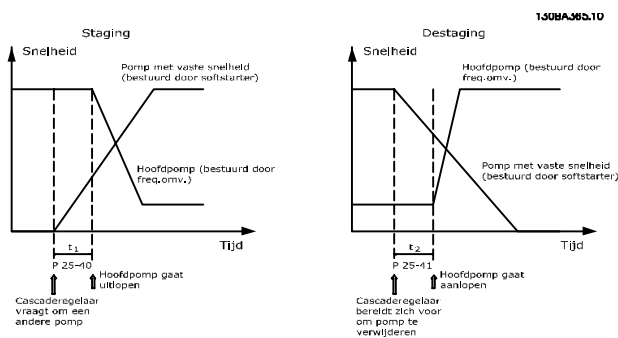 130BA365.10
Staging
Snelheid
Pomp met vaste snelheid
(bestuurd door softstarter)
Hoofdpomp (bestuurd door
freq.omv.)
Tijd
t1
P 25-40
Hoofdpomp gaat
uitlopen
Cascaderegelaar
vraagt om een
andere pomp
Destaging
Snelheid
Hoofdpomp (bestuurd door
freq.omv.)
Pomp met vaste snelheid
(bestuurd door softstarter)
Tijd
t2
P 25-41
Hoofdpomp gaat
aanlopen
Cascaderegelaar
bereidt zich voor
om pomp te
verwijderen